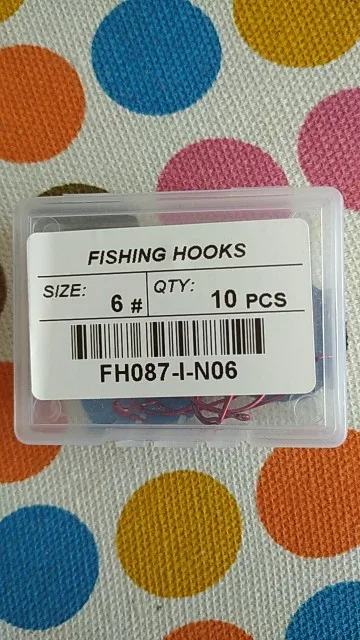 FISHING HOOKS
SIZE: 6 # QTY: 10 PCS
FH087-I-N06